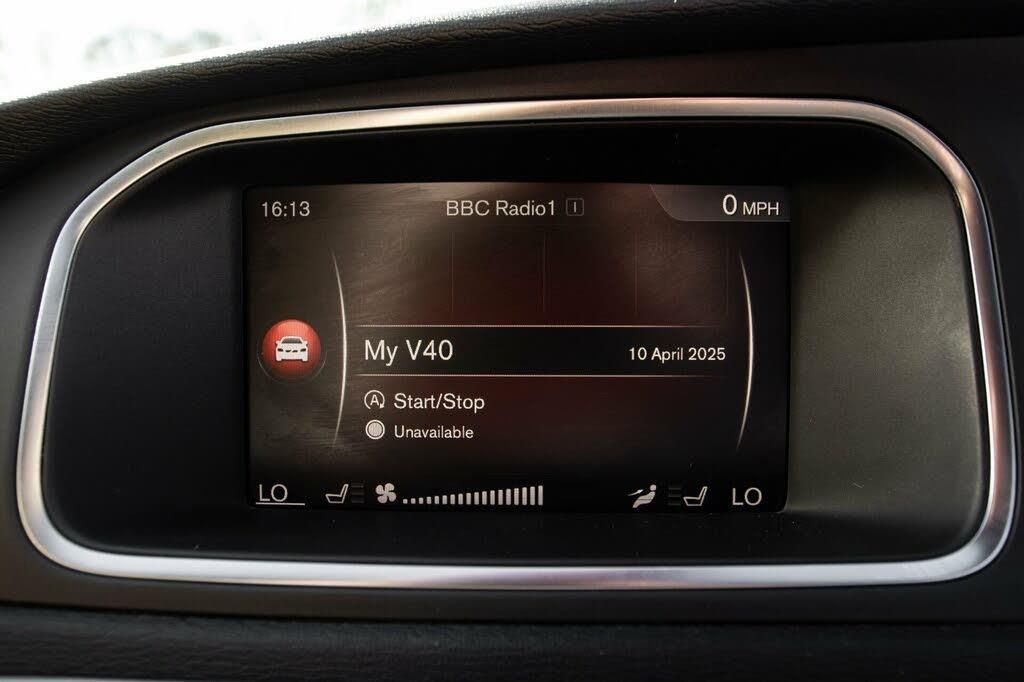 16:13 BBC Radio1 I 0 MPH
My V40 10 April 2025
A Start/Stop
Unavailable
LO LO